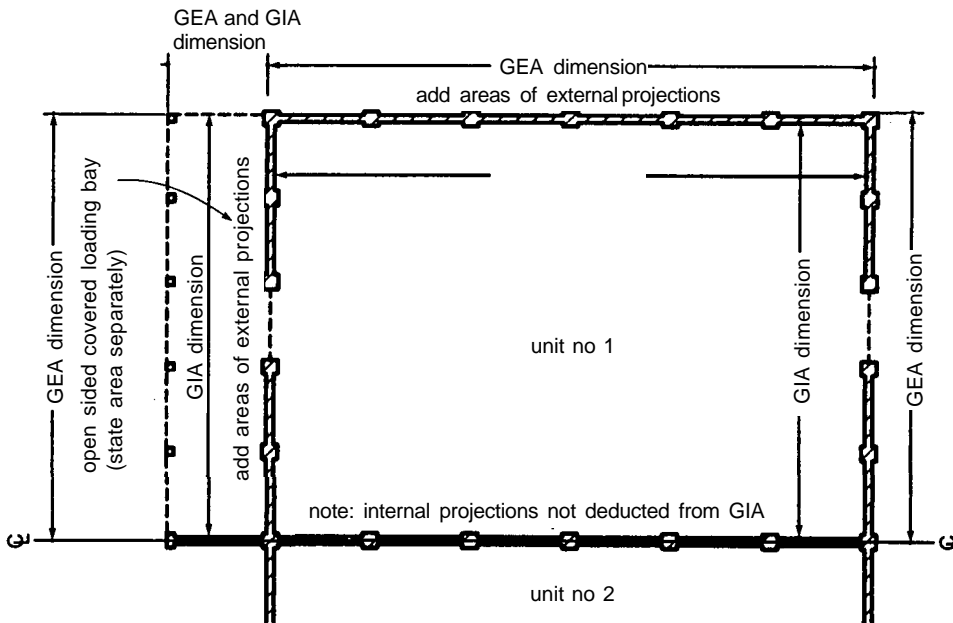 GEA and GIA
dimension
GEA dimension
add areas of external projections
GEA dimension
open sided covered loading bay
(state area separately)
GIA dimension
add areas of external projections
unit no 1
GIA dimension
GEA dimension
note: internal projections not deducted from GIA
unit no 2